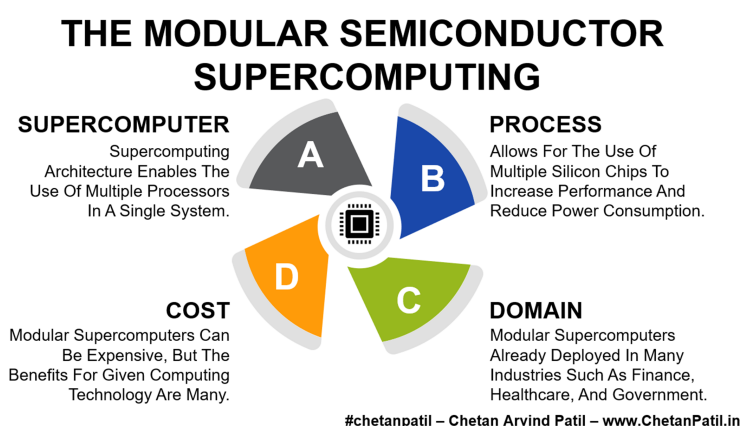 THE MODULAR SEMICONDUCTOR
SUPERCOMPUTING
SUPERCOMPUTER
Supercomputing
Architecture Enables The
Use Of Multiple Processors
In A Single System.
A
B
PROCESS
Allows For The Use Of
Multiple Silicon Chips To
Increase Performance And
Reduce Power Consumption.
D
C
COST
Modular Supercomputers Can
Be Expensive, But The
Benefits For Given Computing
Technology Are Many.
DOMAIN
Modular Supercomputers
Already Deployed In Many
Industries Such As Finance,
Healthcare, And Government.
#chetanpatil – Chetan Arvind Patil – www.ChetanPatil.in